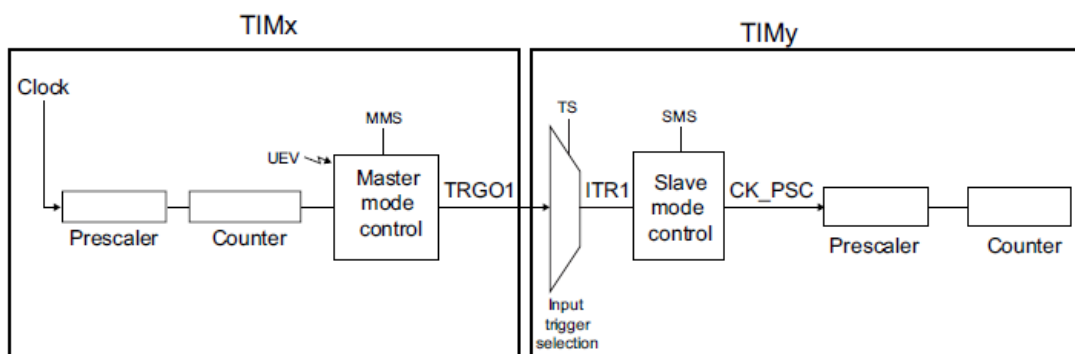 TIMx
TIMy
Clock
MMS
TS
SMS
UEV
Master
mode
control
TRGO1
ITR1
Slave
mode
control
CK_PSC
Prescaler
Counter
Prescaler
Counter
Input
trigger
selection